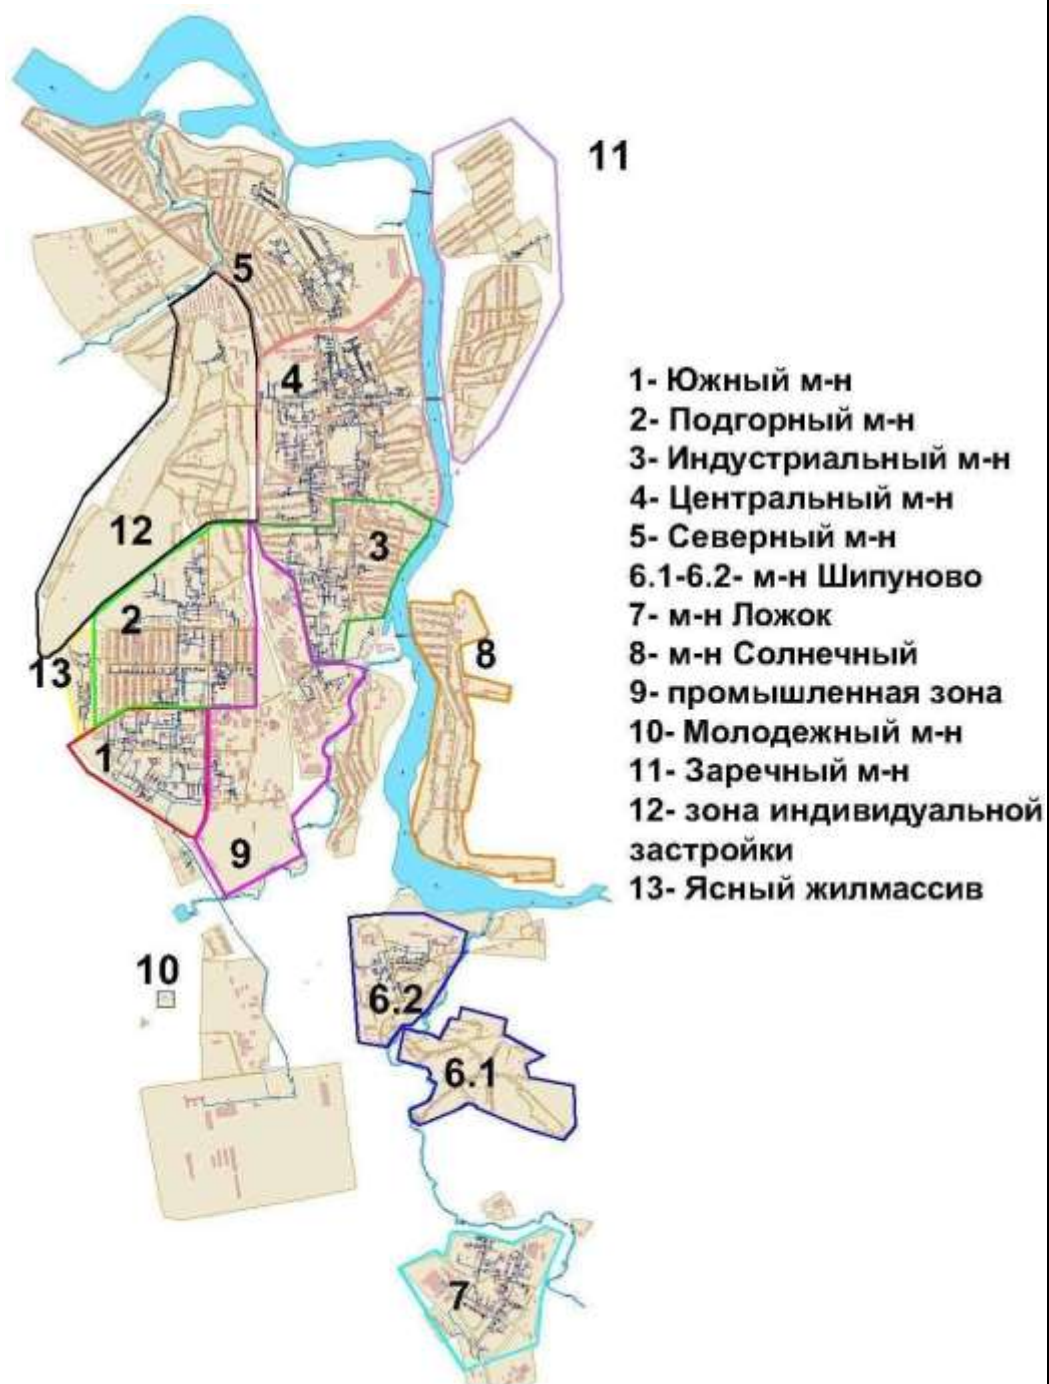 11
5
4
12
3
2
13
8
1
9
10
6.2
6.1
7
1- Южный м-н
2- Подгорный м-н
3- Индустриальный м-н
4- Центральный м-н
5- Северный м-н
6.1-6.2- м-н Шипуново
7- м-н Ложок
8- м-н Солнечный
9- промышленная зона
10- Молодежный м-н
11- Заречный м-н
12- зона индивидуальной
застройки
13- Ясный жилмассив